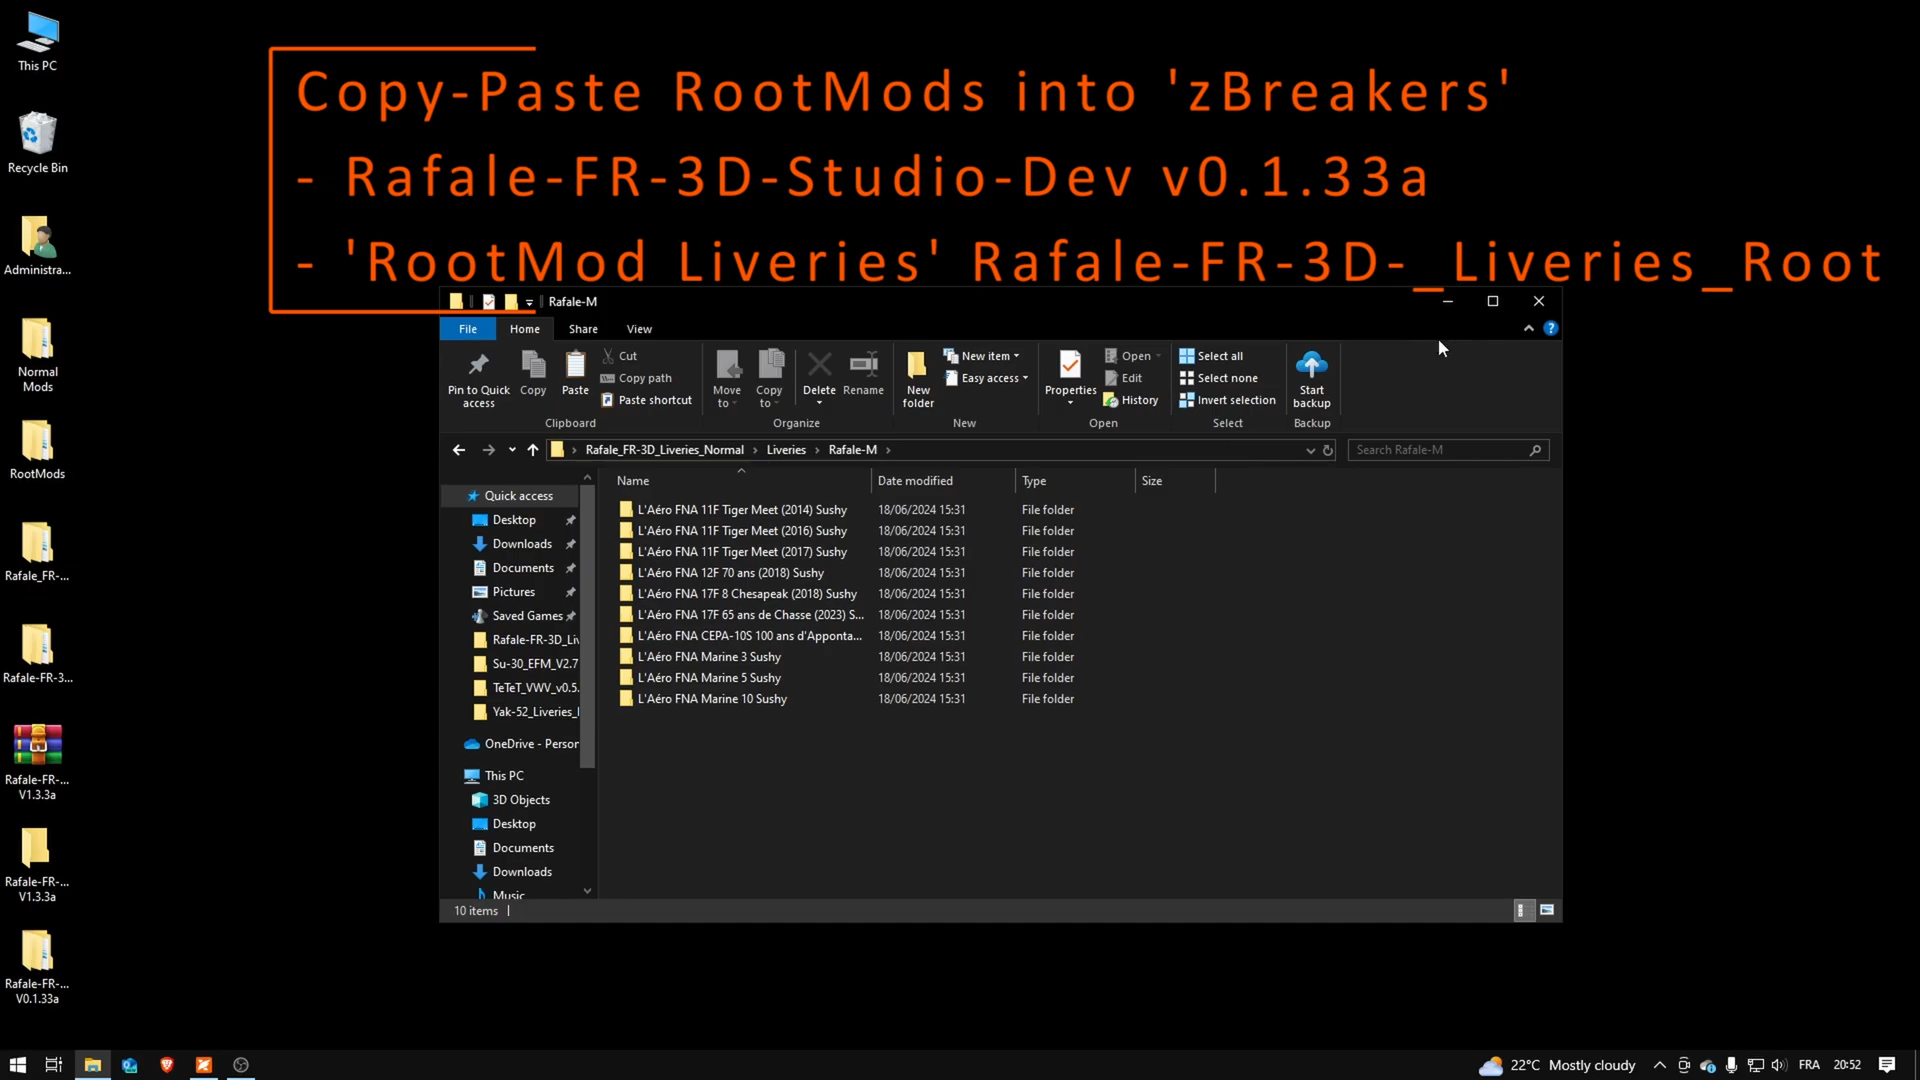 Copy-Paste RootMods into 'zBreakers'
- Rafale-FR-3D-Studio-Dev v0.1.33a
- 'RootMod Liveries' Rafale-FR-3D-_Liveries_Root
This PC
Recycle Bin
Administra...
Normal
Mods
RootMods
Rafale_FR-...
Rafale-FR-3...
Rafale-FR-...
V1.3.3a
Rafale-FR-...
V1.3.3a
Rafale-FR-...
V0.1.33a
Rafale-M
File
Home
Share
View
Pin to Quick
access
Copy
Paste
Cut
Copy path
Paste shortcut
Clipboard
Move
to
Copy
to
Delete
Rename
Organize
New
folder
New item
Easy access
New
Properties
Open
Edit
History
Open
Select all
Select none
Invert selection
Select
Start
backup
Backup
Rafale_FR-3D_Liveries_Normal
Liveries
Rafale-M
Search Rafale-M
Name
Date modified
Type
Size
Quick access
Desktop
Downloads
Documents
Pictures
Saved Games
Rafale-FR-3D_Liv
Su-30_EFM_V2.7
TeTeT_VWV_v0.5.
Yak-52_Liveries_
OneDrive - Person
This PC
3D Objects
Desktop
Documents
Downloads
Music
L'Aéro FNA 11F Tiger Meet (2014) Sushy 18/06/2024 15:31 File folder
L'Aéro FNA 11F Tiger Meet (2016) Sushy 18/06/2024 15:31 File folder
L'Aéro FNA 11F Tiger Meet (2017) Sushy 18/06/2024 15:31 File folder
L'Aéro FNA 12F 70 ans (2018) Sushy 18/06/2024 15:31 File folder
L'Aéro FNA 17F 8 Chesapeak (2018) Sushy 18/06/2024 15:31 File folder
L'Aéro FNA 17F 65 ans de Chasse (2023) S... 18/06/2024 15:31 File folder
L'Aéro FNA CEPA-10S 100 ans d'Apponta... 18/06/2024 15:31 File folder
L'Aéro FNA Marine 3 Sushy 18/06/2024 15:31 File folder
L'Aéro FNA Marine 5 Sushy 18/06/2024 15:31 File folder
L'Aéro FNA Marine 10 Sushy 18/06/2024 15:31 File folder
10 items
22°C Mostly cloudy
FRA
20:52